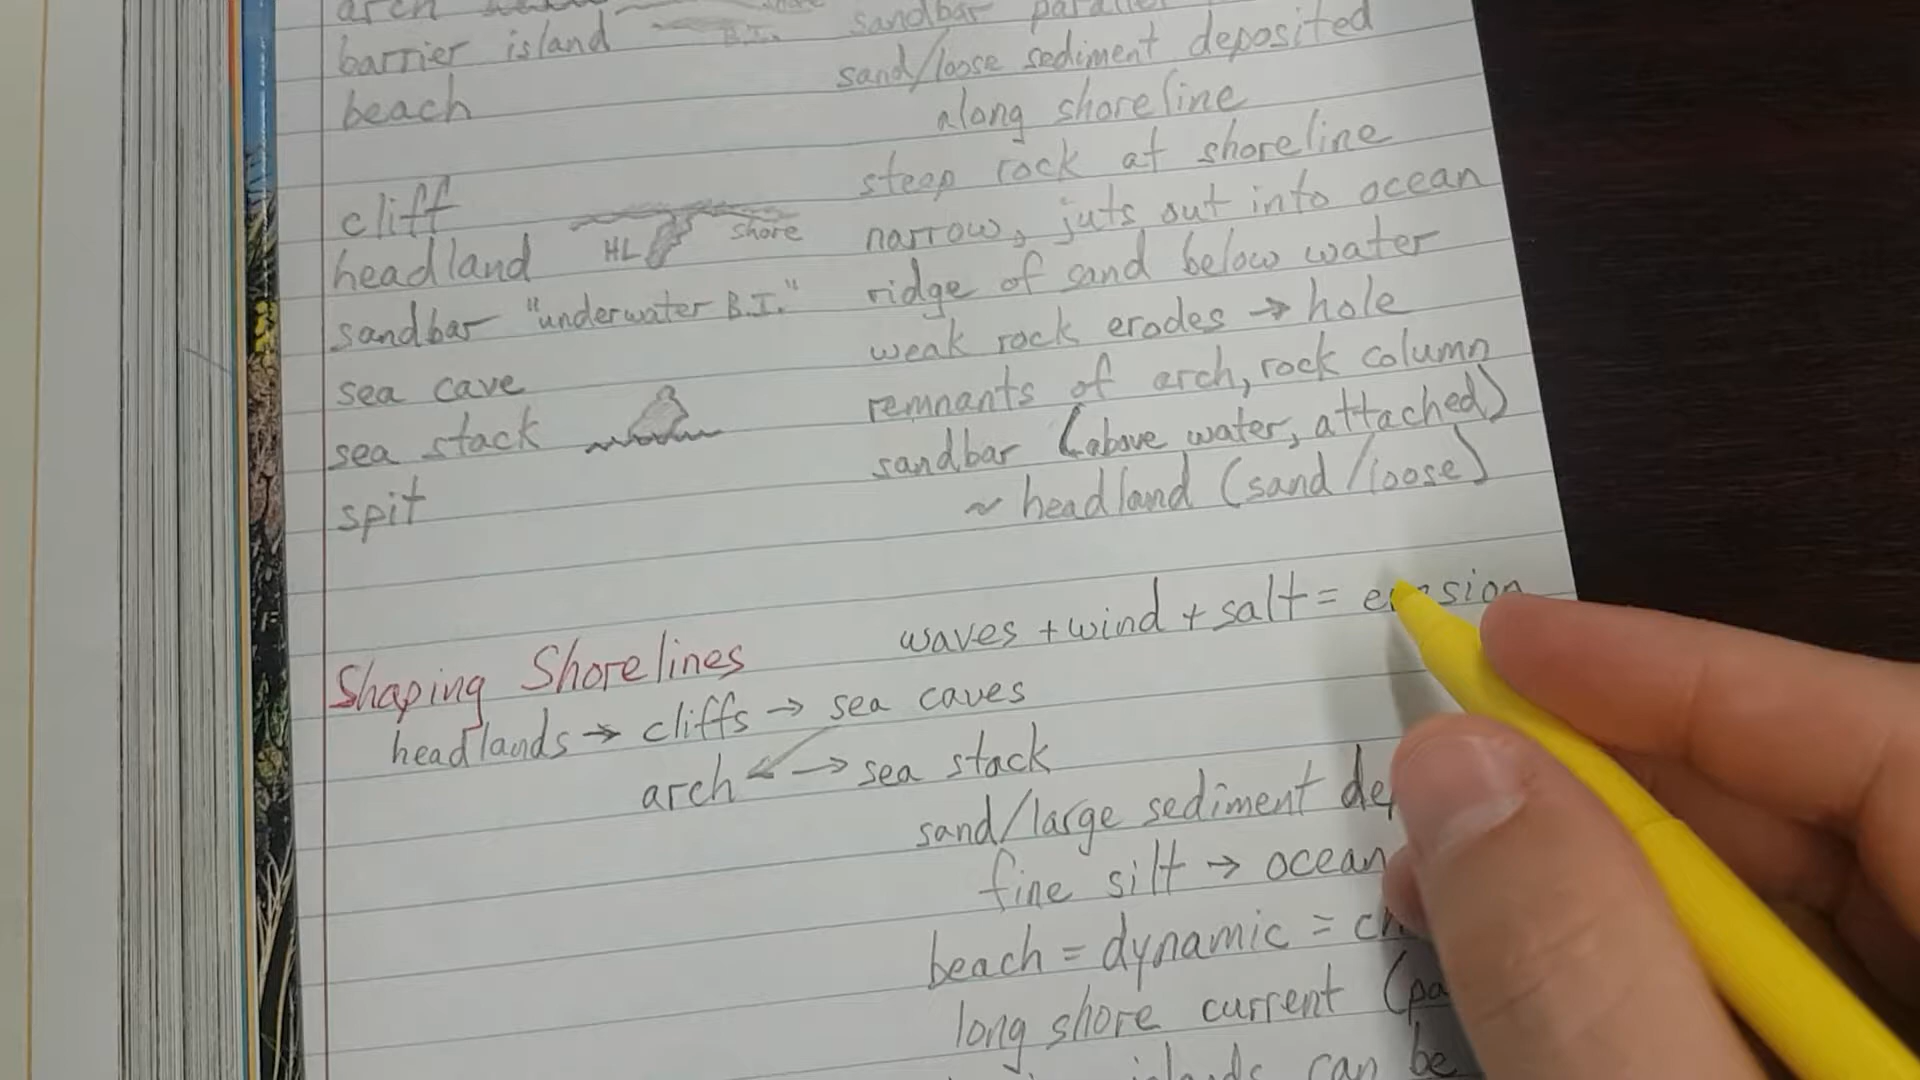 arch
barrier island B.I. sandbar parallel
beach sand/loose sediment deposited
along shoreline
cliff steep rock at shoreline
headland HL shore narrow, juts out into ocean
sandbar "underwater B.I." ridge of sand below water
sea cave weak rock erodes → hole
sea stack remnants of arch, rock column
spit sandbar (above water, attached)
~ headland (sand/loose)
Shaping Shorelines waves + wind + salt = erosion
headlands → cliffs → sea caves
arch ↙ → sea stack
sand/large sediment
fine silt → ocean
beach = dynamic =
long shore current
can be